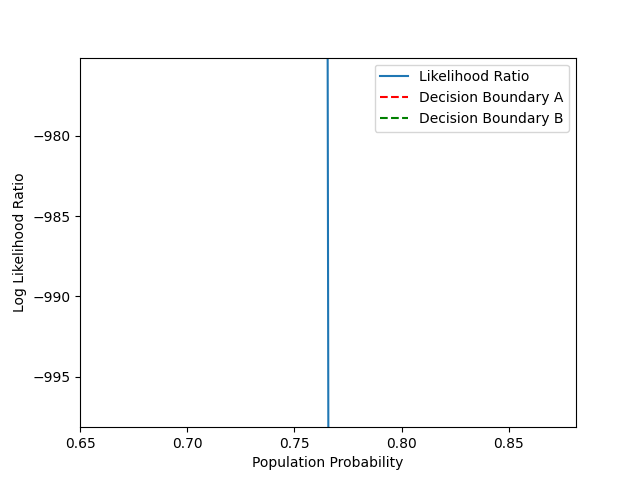 Likelihood Ratio
Decision Boundary A
Decision Boundary B
−980
−985
−990
−995
Log Likelihood Ratio
0.65 0.70 0.75 0.80 0.85
Population Probability